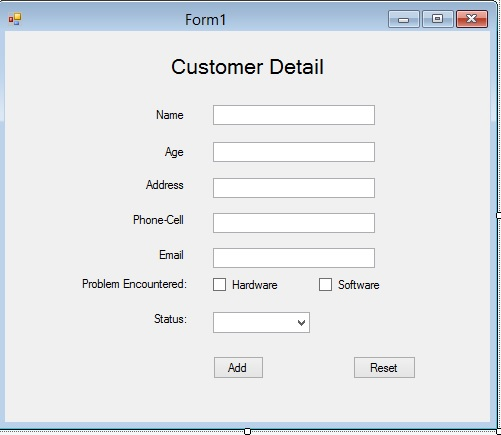 Form1
Customer Detail
Name
Age
Address
Phone-Cell
Email
Problem Encountered: Hardware Software
Status:
Add Reset